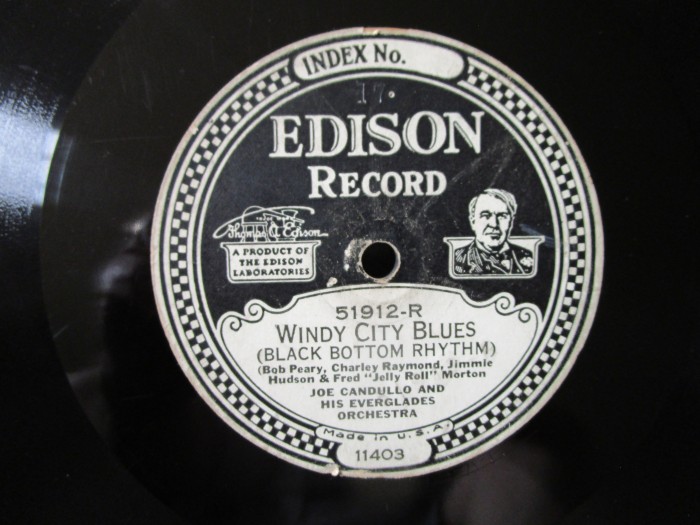 INDEX No.
17.
EDISON
RECORD
TRADE MARK
Thomas A Edison
A PRODUCT OF
THE EDISON
LABORATORIES
51912-R
WINDY CITY BLUES
(BLACK BOTTOM RHYTHM)
(Bob Peary, Charley Raymond, Jimmie
Hudson & Fred "Jelly Roll" Morton
JOE CANDULLO AND
HIS EVERGLADES
ORCHESTRA
Made in U.S.A.
11403